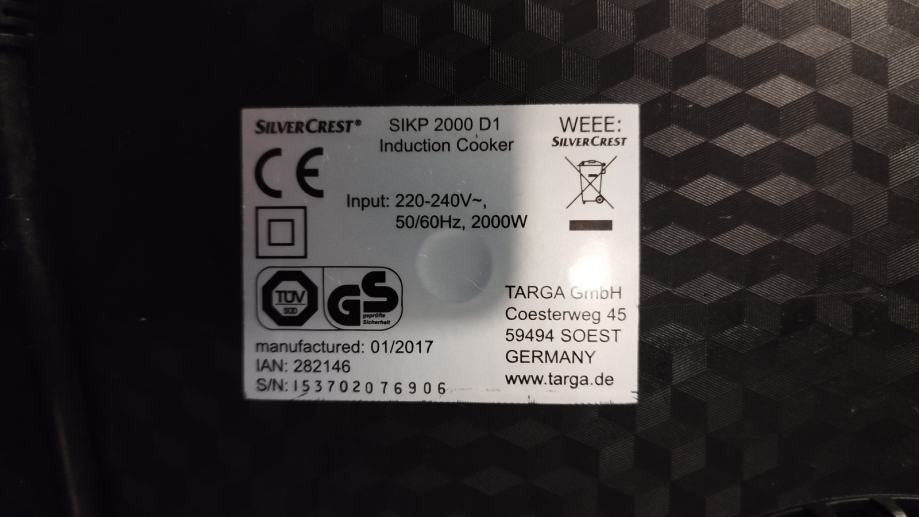 SILVERCREST® SIKP 2000 D1 WEEE:
Induction Cooker SILVERCREST
CE
Input: 220-240V~,
50/60Hz, 2000W
TÜV
SÜD
GS
geprüfte
Sicherheit
manufactured: 01/2017
IAN: 282146
S/N: 153702076906
TARGA GmbH
Coesterweg 45
59494 SOEST
GERMANY
www.targa.de